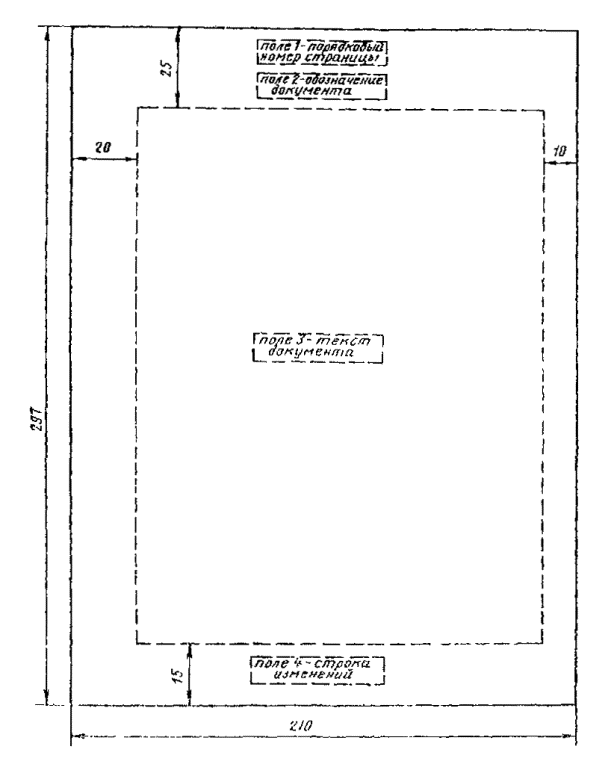 поле 1-порядковый
номер страницы
25
поле 2-обозначение
документа
20
10
поле 3-текст
документа
297
поле 4-строка
изменений
15
210